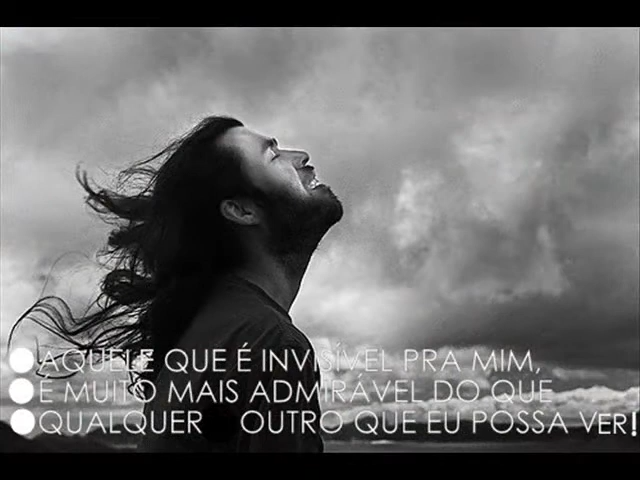 AQUELE QUE É INVISÍVEL PRA MIM,
É MUITO MAIS ADMIRÁVEL DO QUE
QUALQUER OUTRO QUE EU POSSA VER!